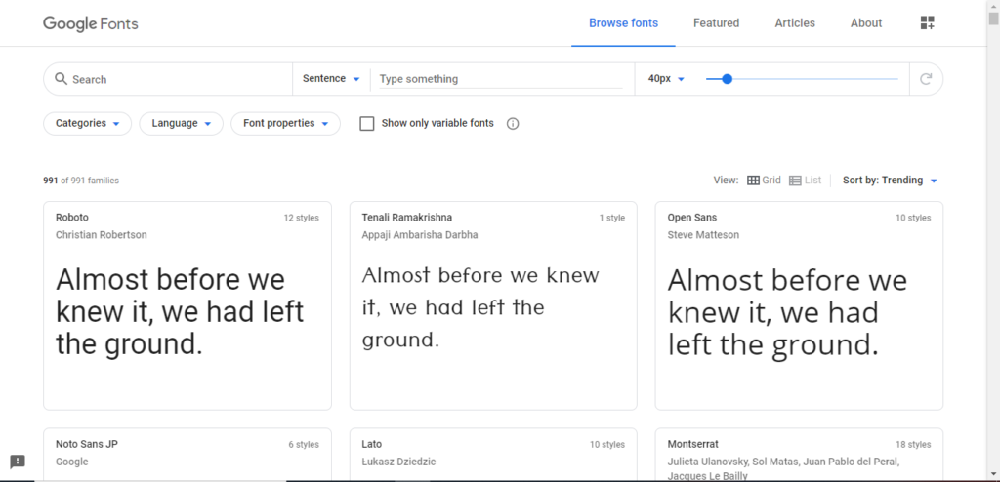 Google Fonts
Browse fonts Featured Articles About
Search Sentence Type something 40px
Categories Language Font properties Show only variable fonts
991 of 991 families View: Grid List Sort by: Trending
Roboto 12 styles
Christian Robertson
Almost before we
knew it, we had left
the ground.
Tenali Ramakrishna 1 style
Appaji Ambarisha Darbha
Almost before we knew
it, we had left the
ground.
Open Sans 10 styles
Steve Matteson
Almost before we
knew it, we had
left the ground.
Noto Sans JP 6 styles
Google
Lato 10 styles
Łukasz Dziedzic
Montserrat 18 styles
Julieta Ulanovsky, Sol Matas, Juan Pablo del Peral,
Jacques Le Bailly